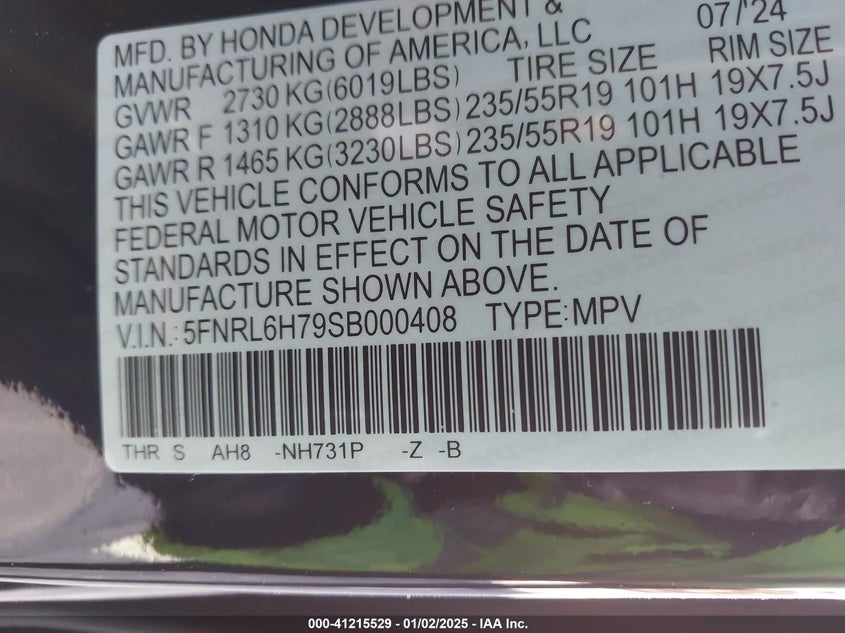 MFD. BY HONDA DEVELOPMENT & 07/'24
MANUFACTURING OF AMERICA, LLC
GVWR 2730 KG(6019LBS) TIRE SIZE RIM SIZE
GAWR F 1310 KG(2888LBS) 235/55R19 101H 19X7.5J
GAWR R 1465 KG(3230LBS) 235/55R19 101H 19X7.5J
THIS VEHICLE CONFORMS TO ALL APPLICABLE
FEDERAL MOTOR VEHICLE SAFETY
STANDARDS IN EFFECT ON THE DATE OF
MANUFACTURE SHOWN ABOVE.
V.I.N.: 5FNRL6H79SB000408 TYPE:MPV
THR S AH8 -NH731P -Z -B
000-41215529 - 01/02/2025 - IAA Inc.